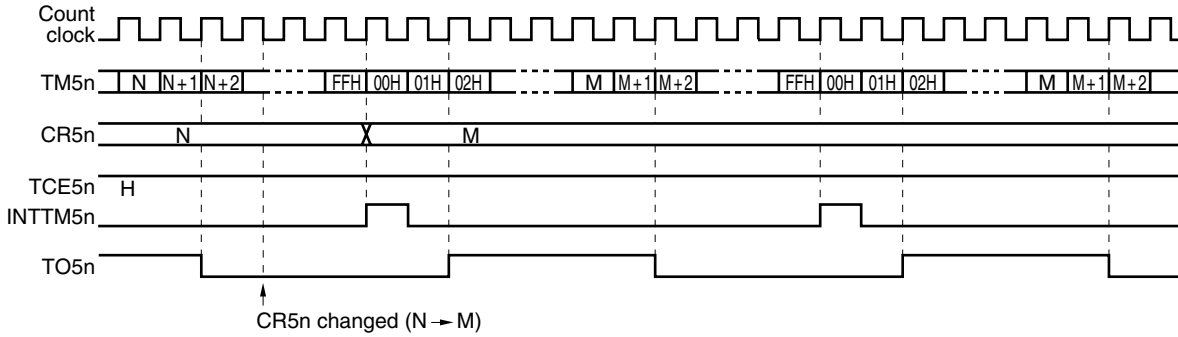 Count
clock
TM5n N N+1 N+2 FFH 00H 01H 02H M M+1 M+2 FFH 00H 01H 02H M M+1 M+2
CR5n N M
TCE5n H
INTTM5n
TO5n
CR5n changed (N → M)